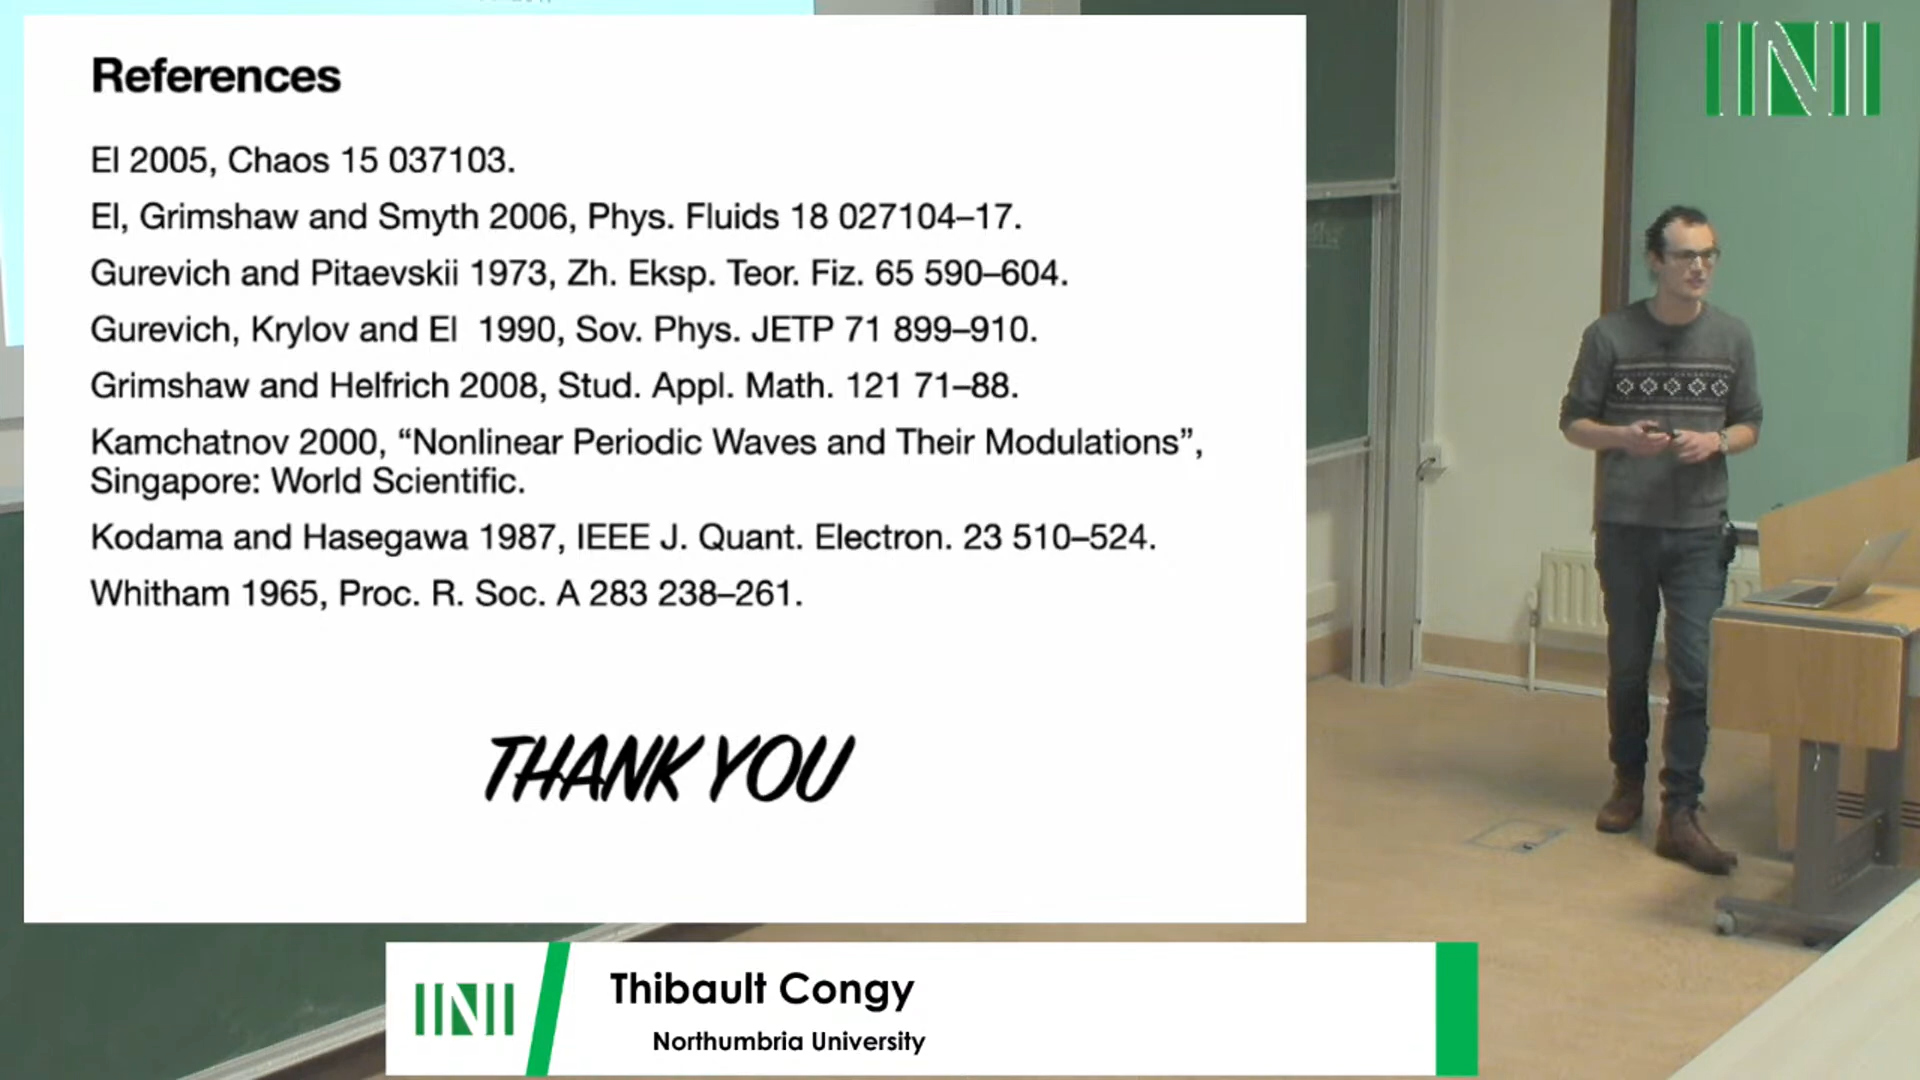 References
El 2005, Chaos 15 037103.
El, Grimshaw and Smyth 2006, Phys. Fluids 18 027104–17.
Gurevich and Pitaevskii 1973, Zh. Eksp. Teor. Fiz. 65 590–604.
Gurevich, Krylov and El  1990, Sov. Phys. JETP 71 899–910.
Grimshaw and Helfrich 2008, Stud. Appl. Math. 121 71–88.
Kamchatnov 2000, “Nonlinear Periodic Waves and Their Modulations”,
Singapore: World Scientific.
Kodama and Hasegawa 1987, IEEE J. Quant. Electron. 23 510–524.
Whitham 1965, Proc. R. Soc. A 283 238–261.
THANK YOU
INI
INI
Thibault Congy
Northumbria University